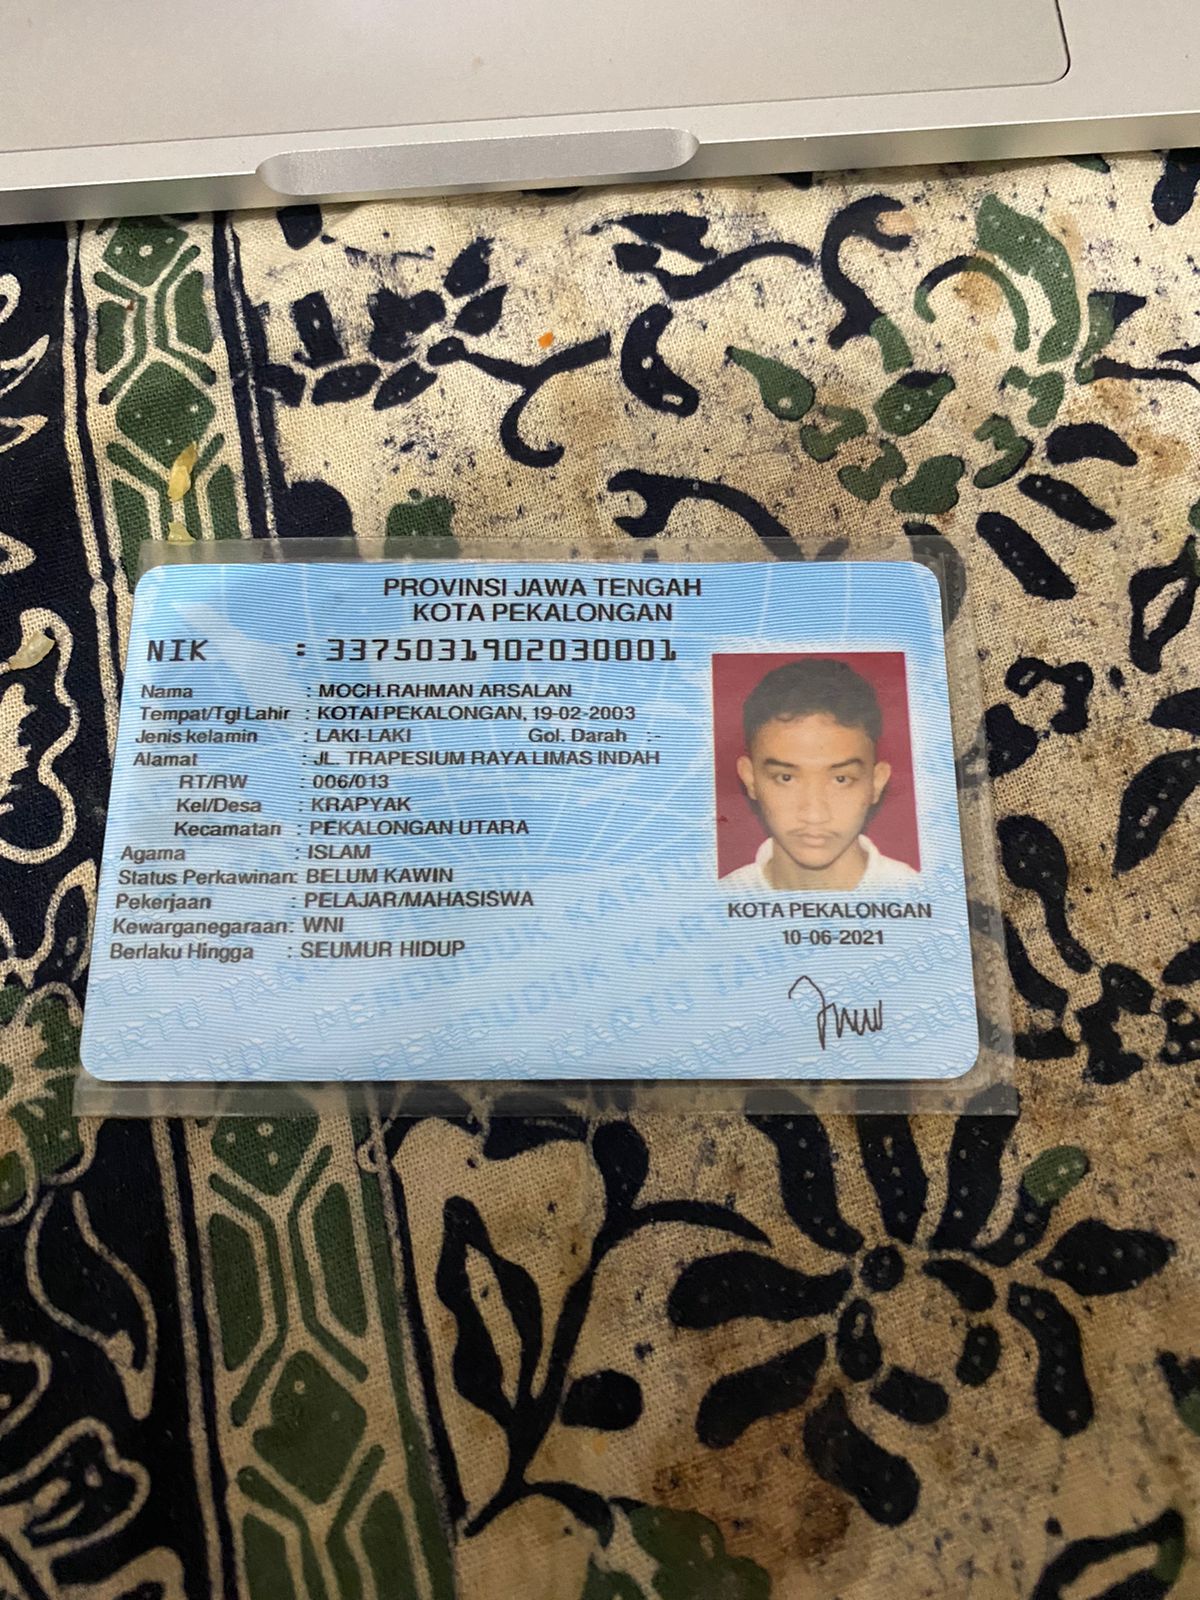 PROVINSI JAWA TENGAH
KOTA PEKALONGAN
NIK : 3375031902030001
Nama : MOCH.RAHMAN ARSALAN
Tempat/Tgl Lahir : KOTAI PEKALONGAN, 19-02-2003
Jenis kelamin : LAKI-LAKI Gol. Darah :-
Alamat : JL. TRAPESIUM RAYA LIMAS INDAH
RT/RW : 006/013
Kel/Desa : KRAPYAK
Kecamatan : PEKALONGAN UTARA
Agama : ISLAM
Status Perkawinan: BELUM KAWIN
Pekerjaan : PELAJAR/MAHASISWA
Kewarganegaraan: WNI
Berlaku Hingga : SEUMUR HIDUP
KOTA PEKALONGAN
10-06-2021